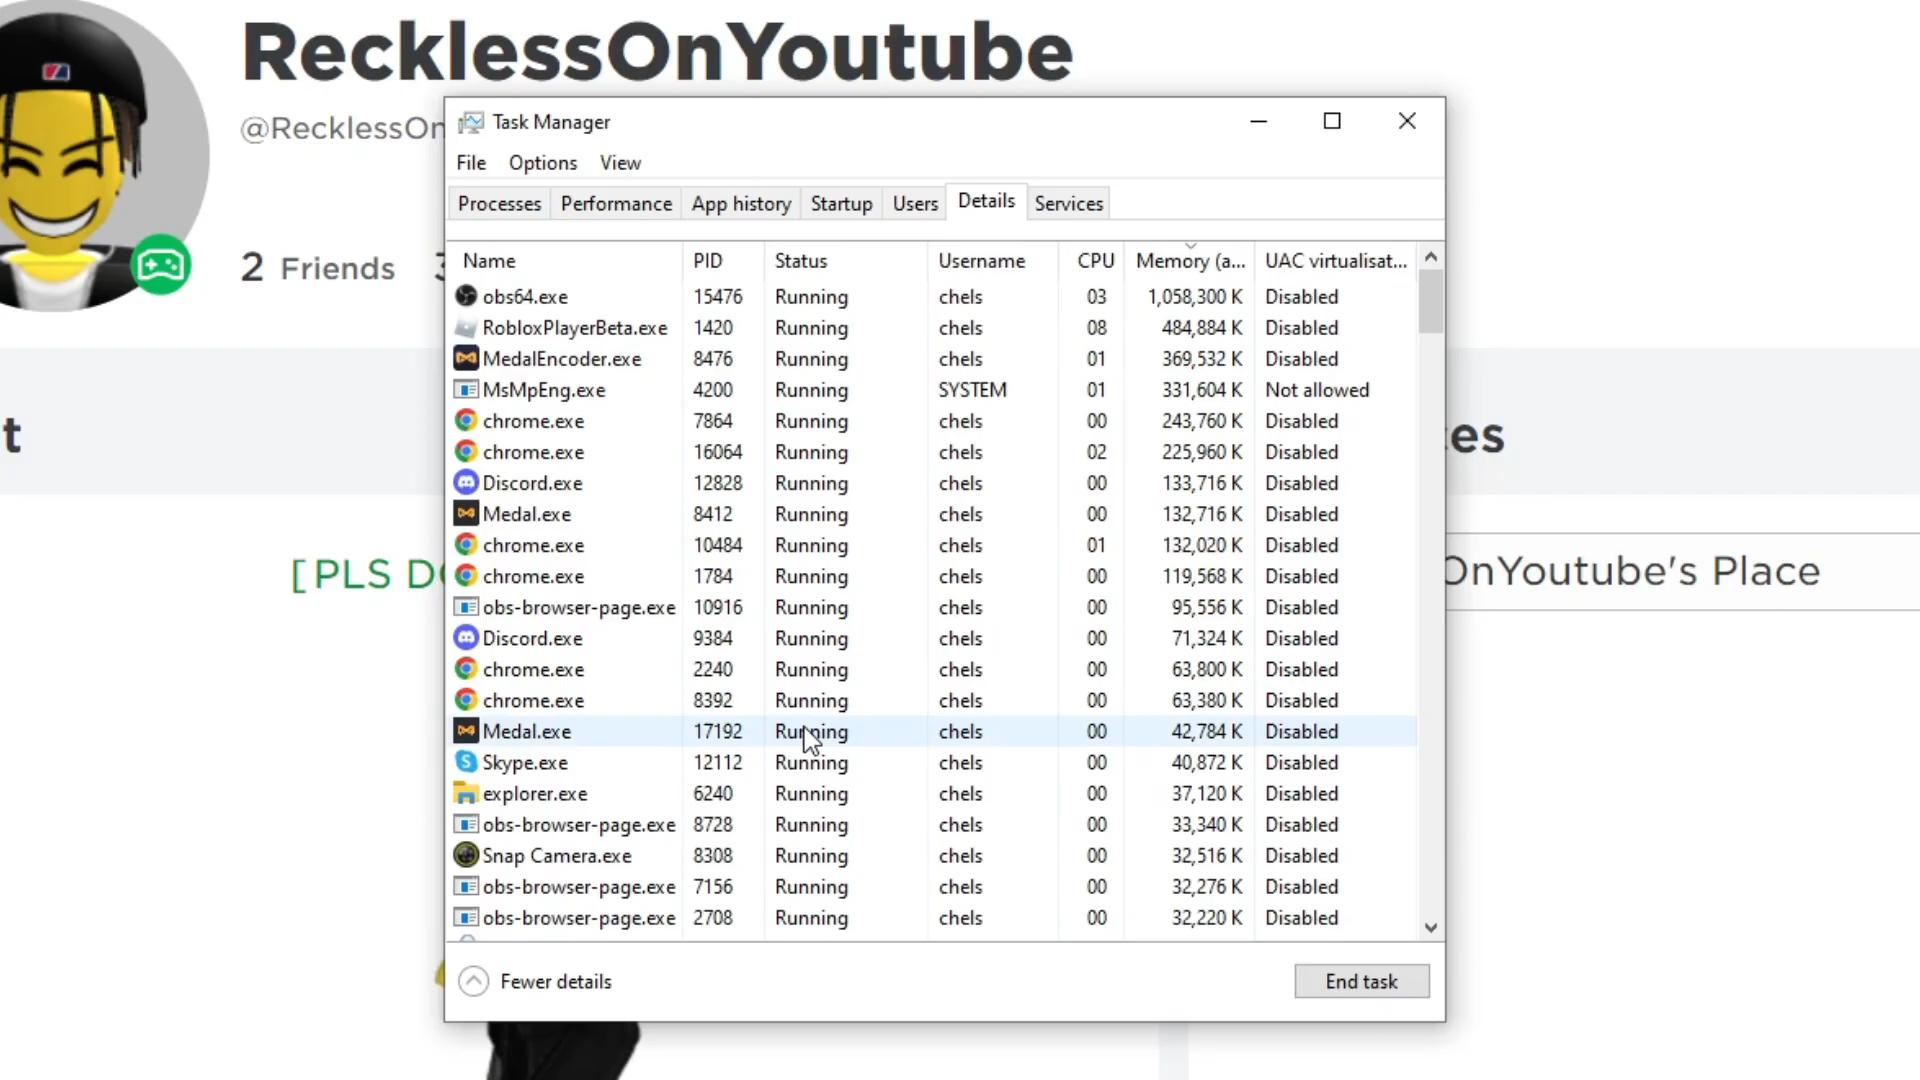 RecklessOnYoutube
@RecklessOn
2 Friends
Task Manager
File Options View
Processes Performance App history Startup Users Details Services
Name PID Status Username CPU Memory (a... UAC virtualisat...
obs64.exe 15476 Running chels 03 1,058,300 K Disabled
RobloxPlayerBeta.exe 1420 Running chels 08 484,884 K Disabled
MedalEncoder.exe 8476 Running chels 01 369,532 K Disabled
MsMpEng.exe 4200 Running SYSTEM 01 331,604 K Not allowed
chrome.exe 7864 Running chels 00 243,760 K Disabled
chrome.exe 16064 Running chels 02 225,960 K Disabled
Discord.exe 12828 Running chels 00 133,716 K Disabled
Medal.exe 8412 Running chels 00 132,716 K Disabled
chrome.exe 10484 Running chels 01 132,020 K Disabled
chrome.exe 1784 Running chels 00 119,568 K Disabled
obs-browser-page.exe 10916 Running chels 00 95,556 K Disabled
Discord.exe 9384 Running chels 00 71,324 K Disabled
chrome.exe 2240 Running chels 00 63,800 K Disabled
chrome.exe 8392 Running chels 00 63,380 K Disabled
Medal.exe 17192 Running chels 00 42,784 K Disabled
Skype.exe 12112 Running chels 00 40,872 K Disabled
explorer.exe 6240 Running chels 00 37,120 K Disabled
obs-browser-page.exe 8728 Running chels 00 33,340 K Disabled
Snap Camera.exe 8308 Running chels 00 32,516 K Disabled
obs-browser-page.exe 7156 Running chels 00 32,276 K Disabled
obs-browser-page.exe 2708 Running chels 00 32,220 K Disabled
Fewer details End task
t
es
[PLS D
OnYoutube's Place